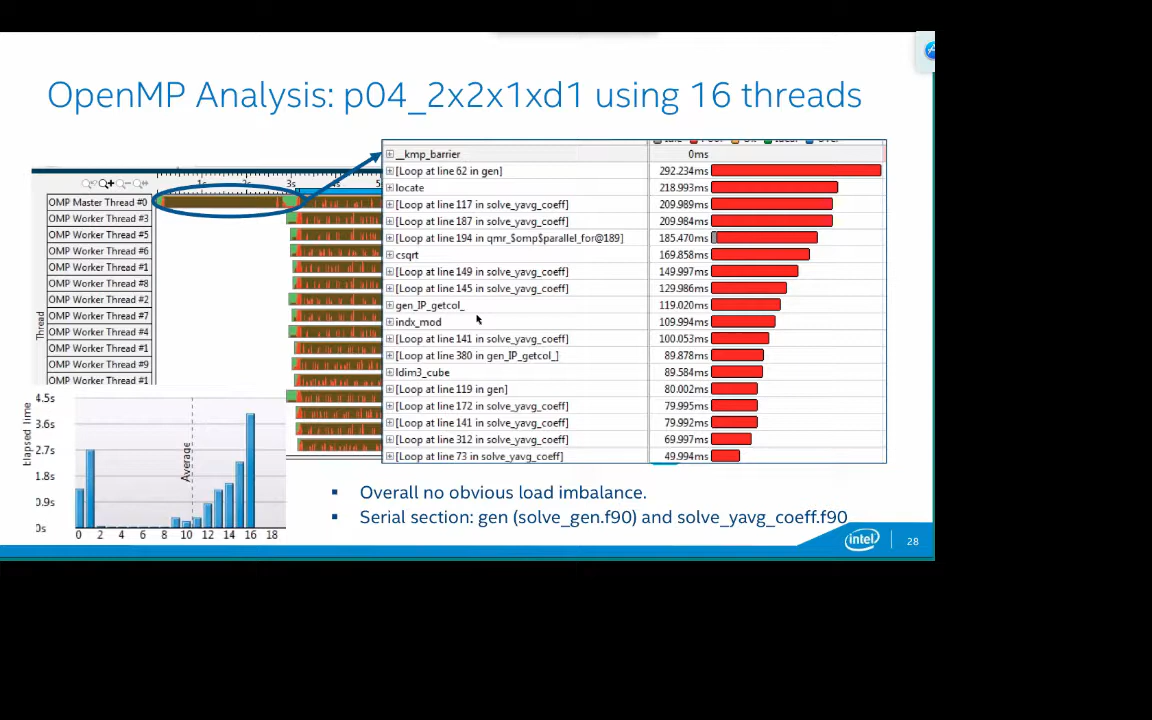 OpenMP Analysis: p04_2x2x1xd1 using 16 threads
1s 3s 4s 5
OMP Master Thread #0
OMP Worker Thread #3
OMP Worker Thread #5
OMP Worker Thread #6
OMP Worker Thread #1
OMP Worker Thread #8
OMP Worker Thread #2
OMP Worker Thread #7
OMP Worker Thread #4
OMP Worker Thread #1
OMP Worker Thread #9
OMP Worker Thread #1
Thread
__kmp_barrier 0ms
[Loop at line 62 in gen] 292.234ms
locate 218.993ms
[Loop at line 117 in solve_yavg_coeff] 209.989ms
[Loop at line 187 in solve_yavg_coeff] 209.984ms
[Loop at line 194 in qmr_$omp$parallel_for@189] 185.470ms
csqrt 169.858ms
[Loop at line 149 in solve_yavg_coeff] 149.997ms
[Loop at line 145 in solve_yavg_coeff] 129.986ms
gen_IP_getcol_ 119.020ms
indx_mod 109.994ms
[Loop at line 141 in solve_yavg_coeff] 100.053ms
[Loop at line 380 in gen_IP_getcol_] 89.878ms
ldim3_cube 89.584ms
[Loop at line 119 in gen] 80.002ms
[Loop at line 172 in solve_yavg_coeff] 79.995ms
[Loop at line 141 in solve_yavg_coeff] 79.992ms
[Loop at line 312 in solve_yavg_coeff] 69.997ms
[Loop at line 73 in solve_yavg_coeff] 49.994ms
Elapsed Time
4.5s
3.6s
2.7s
1.8s
0.9s
0s
Average
0 2 4 6 8 10 12 14 16 18
▪ Overall no obvious load imbalance.
▪ Serial section: gen (solve_gen.f90) and solve_yavg_coeff.f90
intel 28